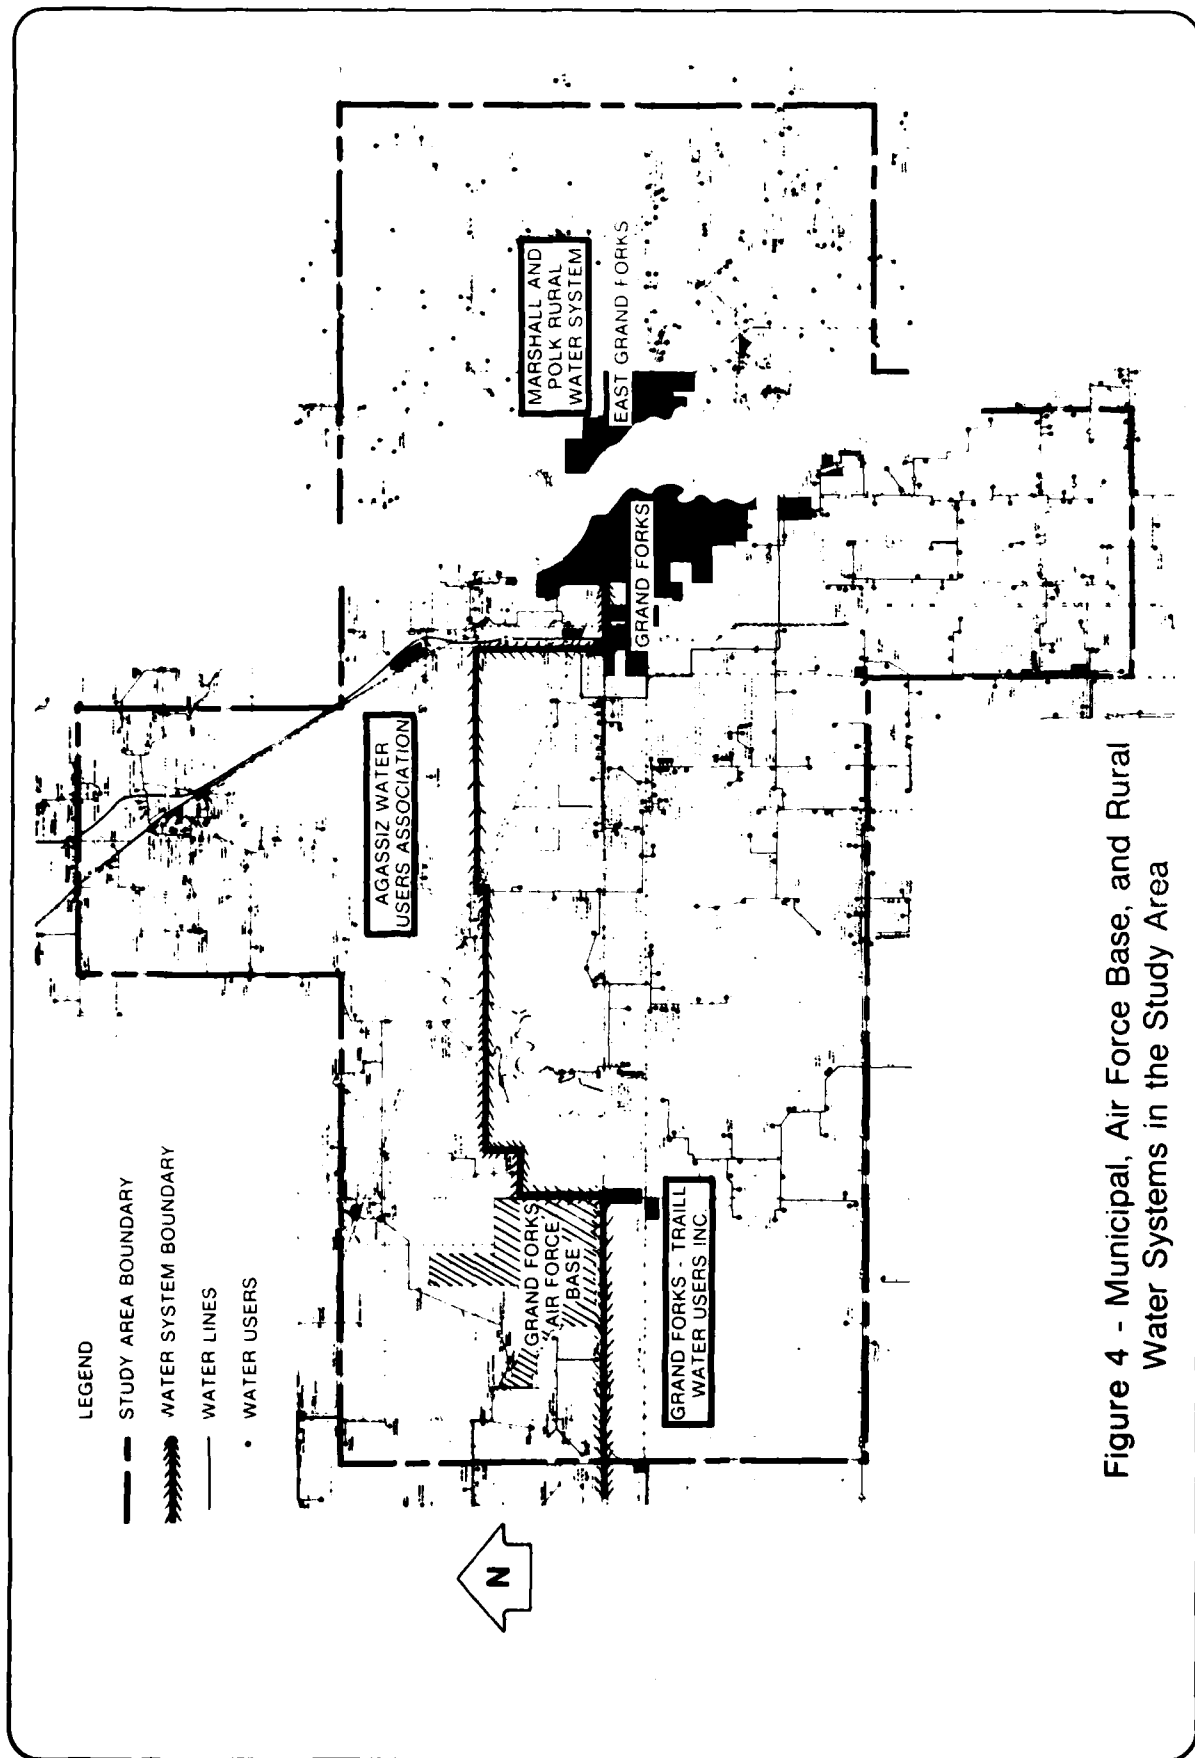 LEGEND
STUDY AREA BOUNDARY
WATER SYSTEM BOUNDARY
WATER LINES
WATER USERS
N
AGASSIZ WATER
USERS ASSOCIATION
MARSHALL AND
POLK RURAL
WATER SYSTEM
EAST GRAND FORKS
GRAND FORKS
GRAND FORKS
AIR FORCE
BASE
GRAND FORKS - TRAILL
WATER USERS INC.
Figure 4 - Municipal, Air Force Base, and Rural
Water Systems in the Study Area